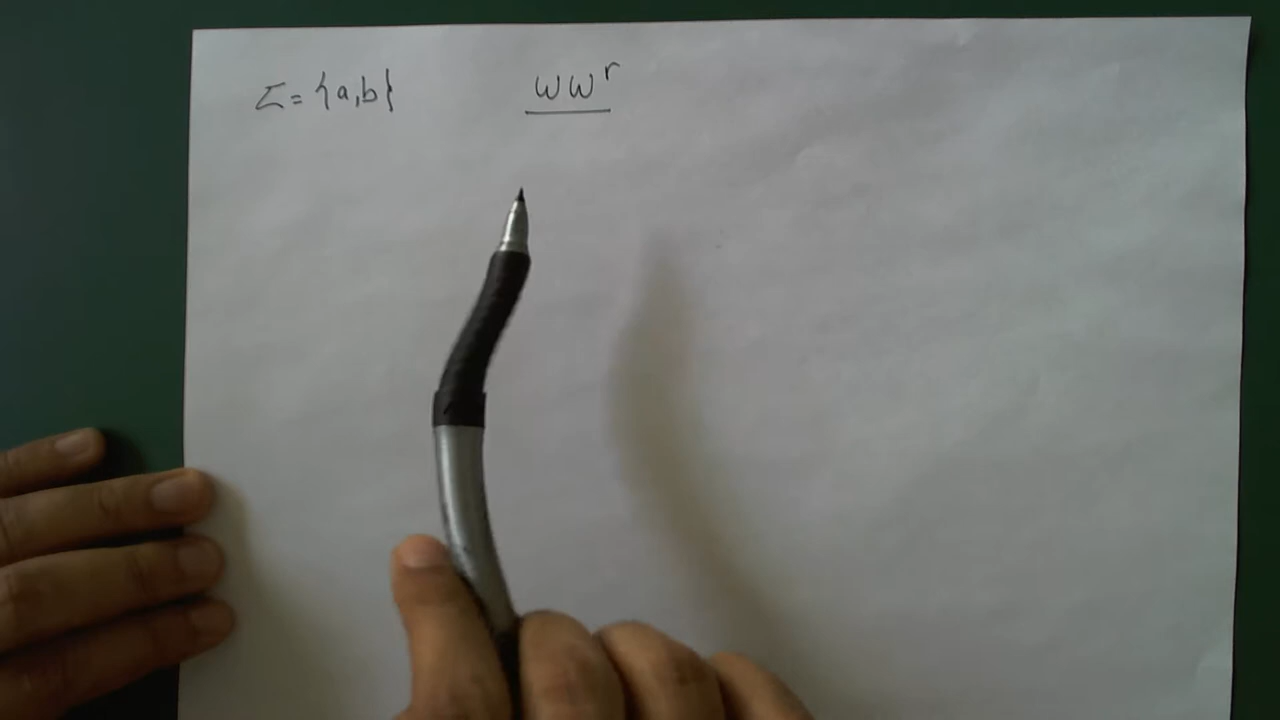 Σ = {a,b} ww^r